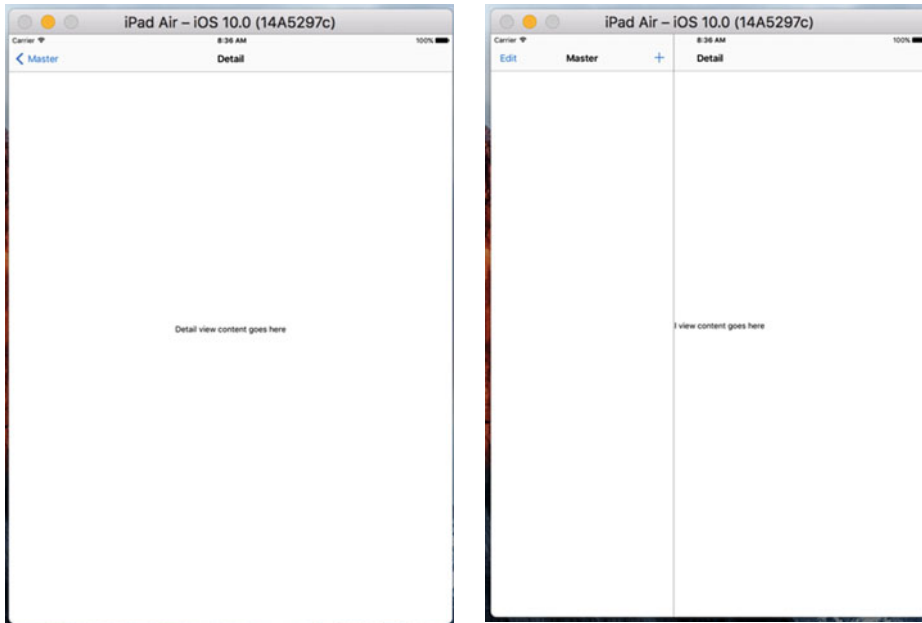 iPad Air – iOS 10.0 (14A5297c)
Carrier 8:36 AM 100%
Master Detail
Detail view content goes here
iPad Air – iOS 10.0 (14A5297c)
Carrier 8:36 AM 100%
Edit Master + Detail
l view content goes here